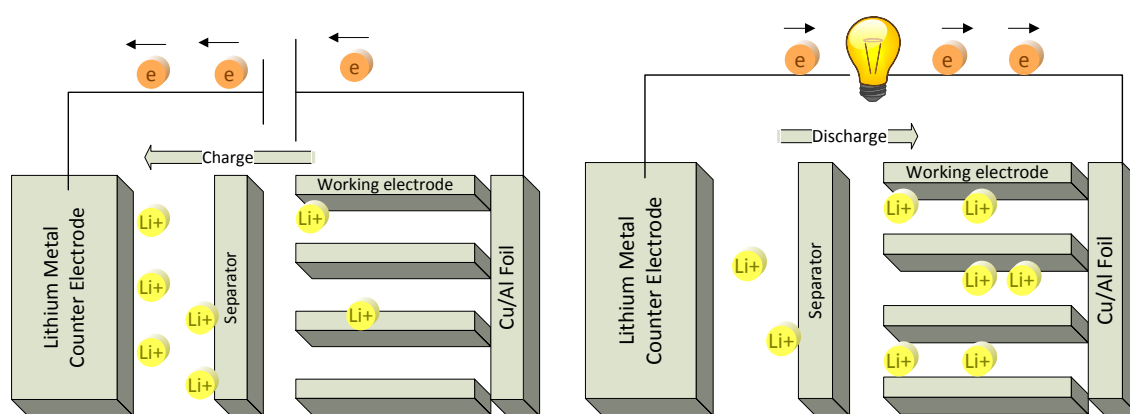 e
e
e
Charge
Lithium Metal
Counter Electrode
Li+
Li+
Li+
Li+
Li+
Separator
Working electrode
Li+
Li+
Cu/Al Foil
e
e
e
Discharge
Lithium Metal
Counter Electrode
Li+
Li+
Separator
Working electrode
Li+
Li+
Li+
Li+
Li+
Li+
Cu/Al Foil